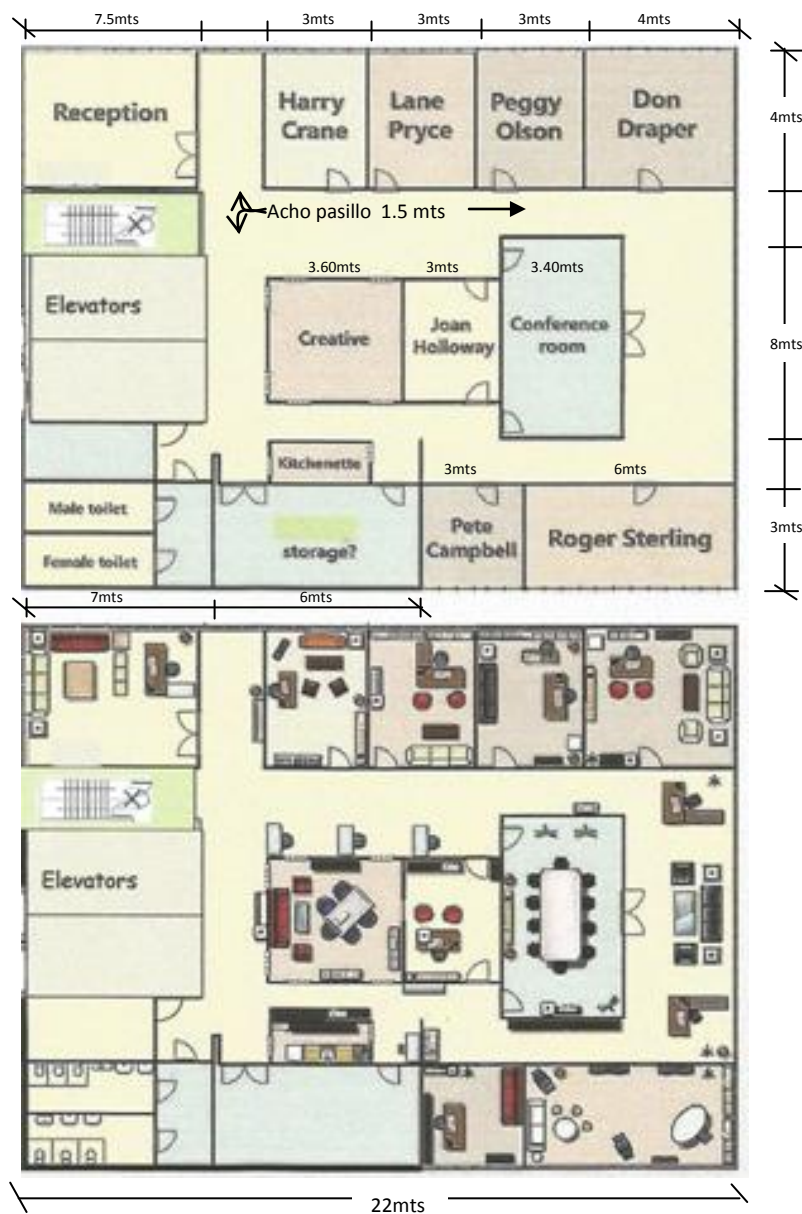 7.5mts 3mts 3mts 3mts 4mts
Reception
Harry
Crane
Lane
Pryce
Peggy
Olson
Don
Draper
4mts
Acho pasillo 1.5 mts
3.60mts 3mts 3.40mts
Elevators
Creative
Joan
Holloway
Conference
room
8mts
Kitchenette
3mts 6mts
Male toilet
Female toilet
storage?
Pete
Campbell
Roger Sterling
3mts
7mts 6mts
Elevators
22mts